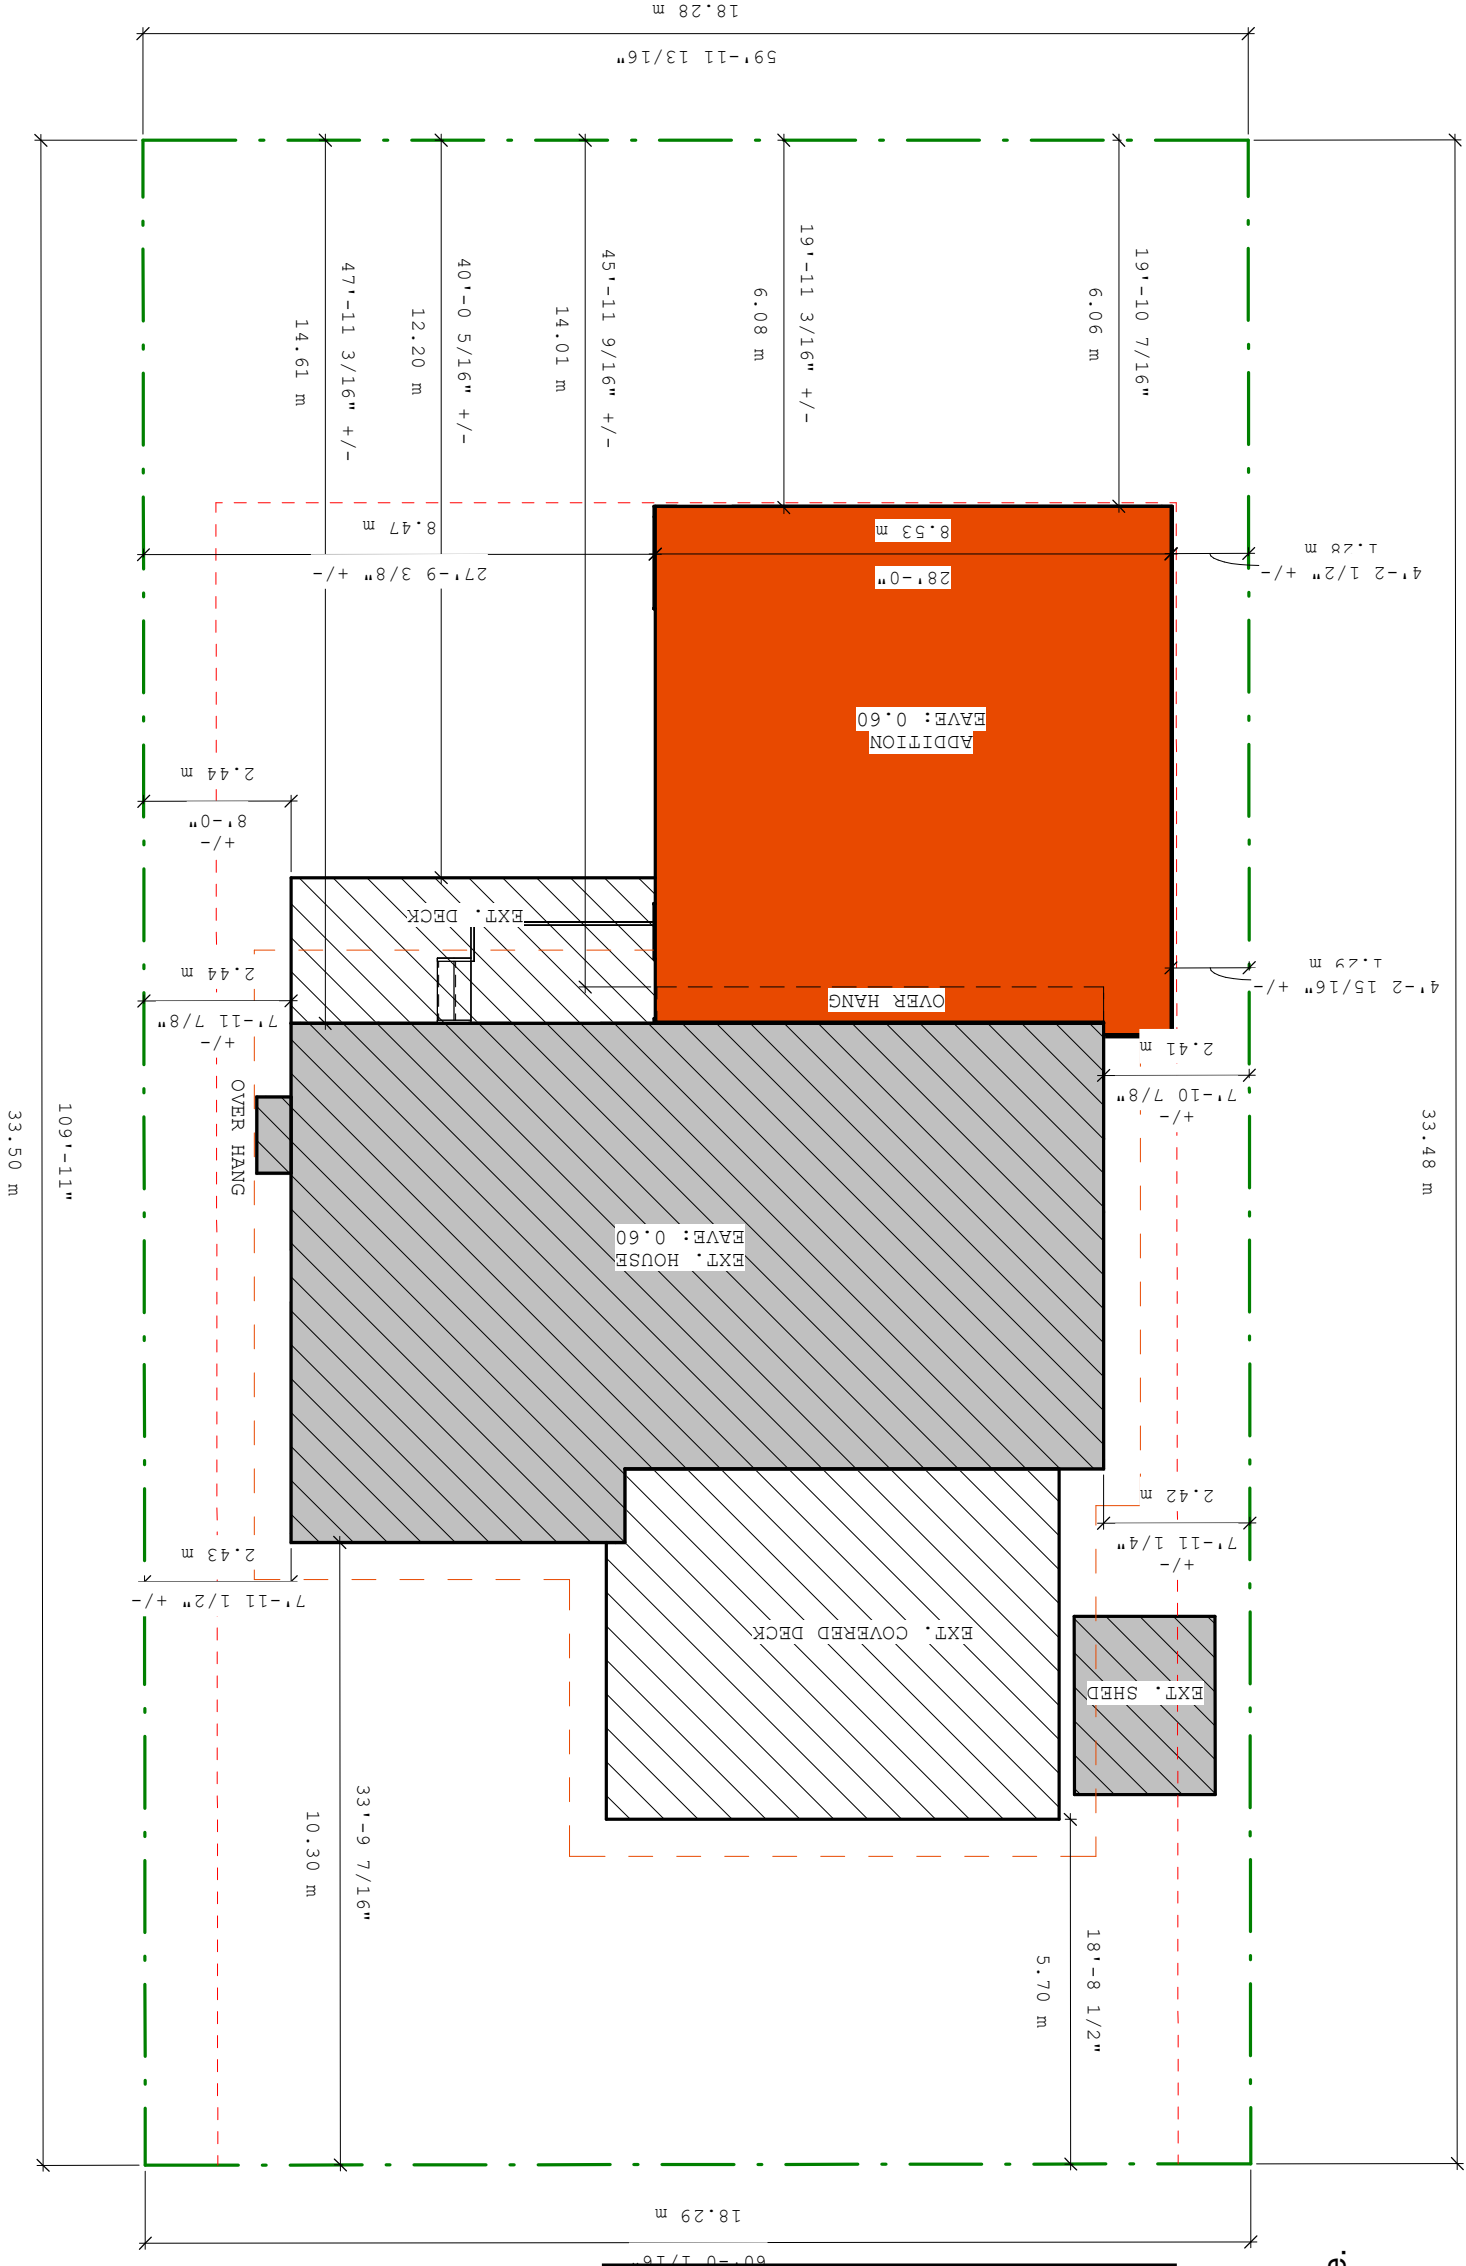 18.28 m
59'-11 13/16"
47'-11 3/16" +/-
14.61 m
40'-0 5/16" +/-
12.20 m
45'-11 9/16" +/-
14.01 m
19'-11 3/16" +/-
6.08 m
19'-10 7/16"
6.06 m
8.47 m
27'-9 3/8" +/-
8.53 m
28'-0"
1.28 m
4'-2 1/2" +/-
ADDITION
EAVE: 0.60
2.44 m
8'-0"
+/-
EXT. DECK
2.44 m
7'-11 7/8"
+/-
OVER HANG
1.29 m
4'-2 15/16" +/-
2.41 m
7'-10 7/8"
+/-
OVER HANG
109'-11"
33.50 m
33.48 m
EXT. HOUSE
EAVE: 0.60
2.42 m
7'-11 1/4"
+/-
2.43 m
7'-11 1/2" +/-
EXT. COVERED DECK
EXT. SHED
33'-9 7/16"
10.30 m
18'-8 1/2"
5.70 m
18.29 m
60'-0 1/16"